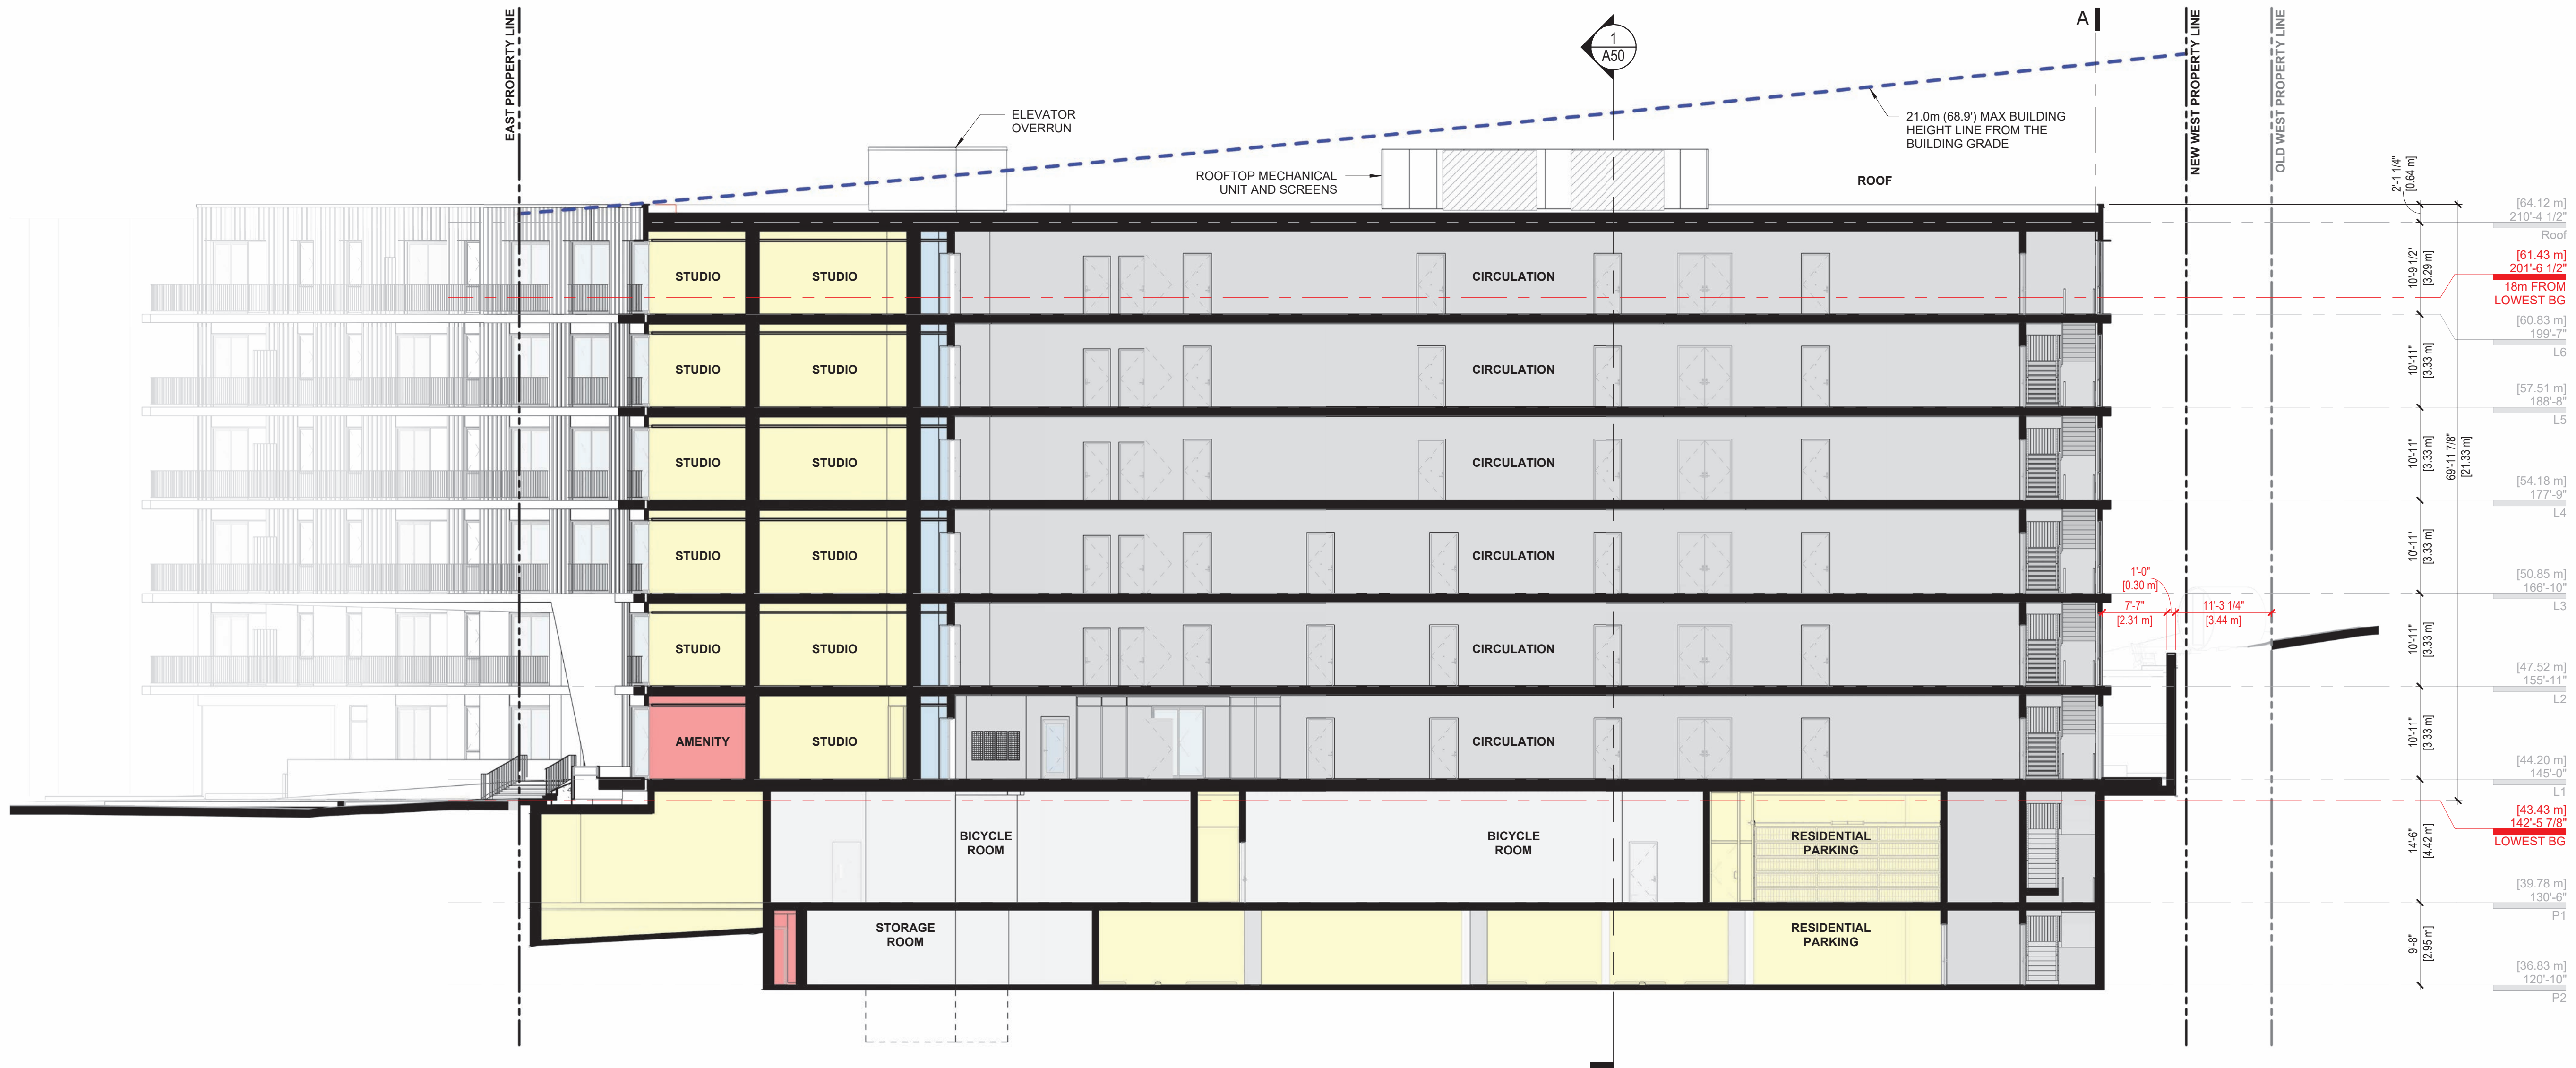 EAST PROPERTY LINE
1
A50
A
NEW WEST PROPERTY LINE
OLD WEST PROPERTY LINE
ELEVATOR
OVERRUN
21.0m (68.9') MAX BUILDING
HEIGHT LINE FROM THE
BUILDING GRADE
ROOFTOP MECHANICAL
UNIT AND SCREENS
ROOF
2'-1 1/4"
[0.64 m]
[64.12 m]
210'-4 1/2"
Roof
STUDIO
STUDIO
CIRCULATION
10'-9 1/2"
[3.29 m]
[61.43 m]
201'-6 1/2"
18m FROM
LOWEST BG
[60.83 m]
199'-7"
L6
STUDIO
STUDIO
CIRCULATION
10'-11"
[3.33 m]
[57.51 m]
188'-8"
L5
STUDIO
STUDIO
CIRCULATION
10'-11"
[3.33 m]
69'-11 7/8"
[21.33 m]
[54.18 m]
177'-9"
L4
STUDIO
STUDIO
CIRCULATION
10'-11"
[3.33 m]
[50.85 m]
166'-10"
L3
1'-0"
[0.30 m]
7'-7"
[2.31 m]
11'-3 1/4"
[3.44 m]
STUDIO
STUDIO
CIRCULATION
10'-11"
[3.33 m]
[47.52 m]
155'-11"
L2
AMENITY
STUDIO
CIRCULATION
10'-11"
[3.33 m]
[44.20 m]
145'-0"
L1
[43.43 m]
142'-5 7/8"
LOWEST BG
BICYCLE
ROOM
BICYCLE
ROOM
RESIDENTIAL
PARKING
14'-6"
[4.42 m]
[39.78 m]
130'-6"
P1
STORAGE
ROOM
RESIDENTIAL
PARKING
9'-8"
[2.95 m]
[36.83 m]
120'-10"
P2